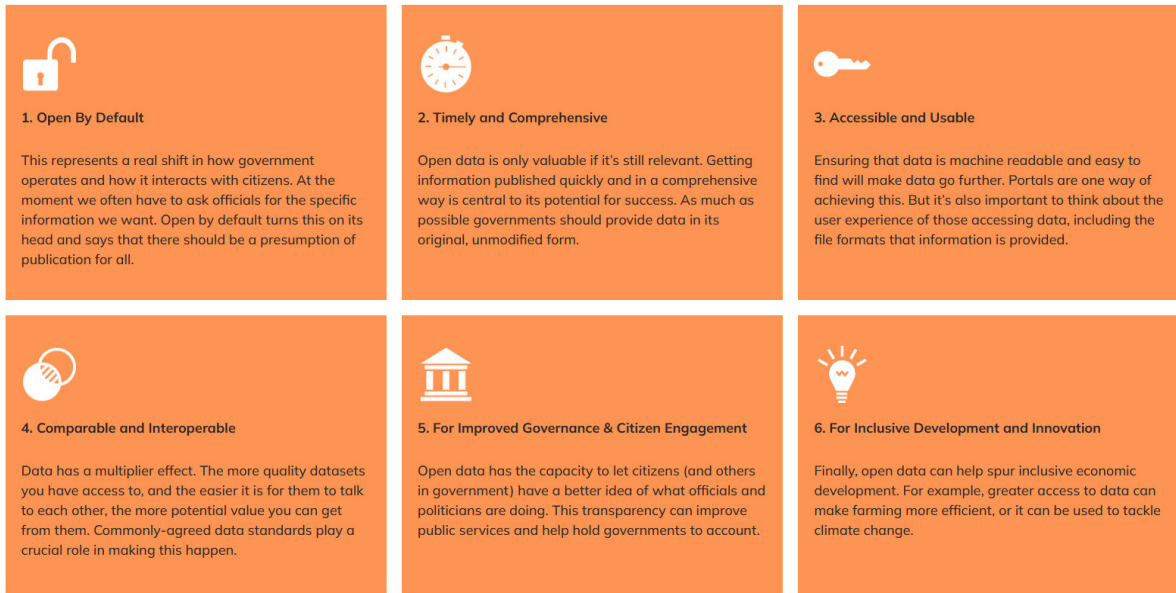 1. Open By Default
This represents a real shift in how government
operates and how it interacts with citizens. At the
moment we often have to ask officials for the specific
information we want. Open by default turns this on its
head and says that there should be a presumption of
publication for all.
2. Timely and Comprehensive
Open data is only valuable if it's still relevant. Getting
information published quickly and in a comprehensive
way is central to its potential for success. As much as
possible governments should provide data in its
original, unmodified form.
3. Accessible and Usable
Ensuring that data is machine readable and easy to
find will make data go further. Portals are one way of
achieving this. But it's also important to think about the
user experience of those accessing data, including the
file formats that information is provided.
4. Comparable and Interoperable
Data has a multiplier effect. The more quality datasets
you have access to, and the easier it is for them to talk
to each other, the more potential value you can get
from them. Commonly-agreed data standards play a
crucial role in making this happen.
5. For Improved Governance & Citizen Engagement
Open data has the capacity to let citizens (and others
in government) have a better idea of what officials and
politicians are doing. This transparency can improve
public services and help hold governments to account.
6. For Inclusive Development and Innovation
Finally, open data can help spur inclusive economic
development. For example, greater access to data can
make farming more efficient, or it can be used to tackle
climate change.